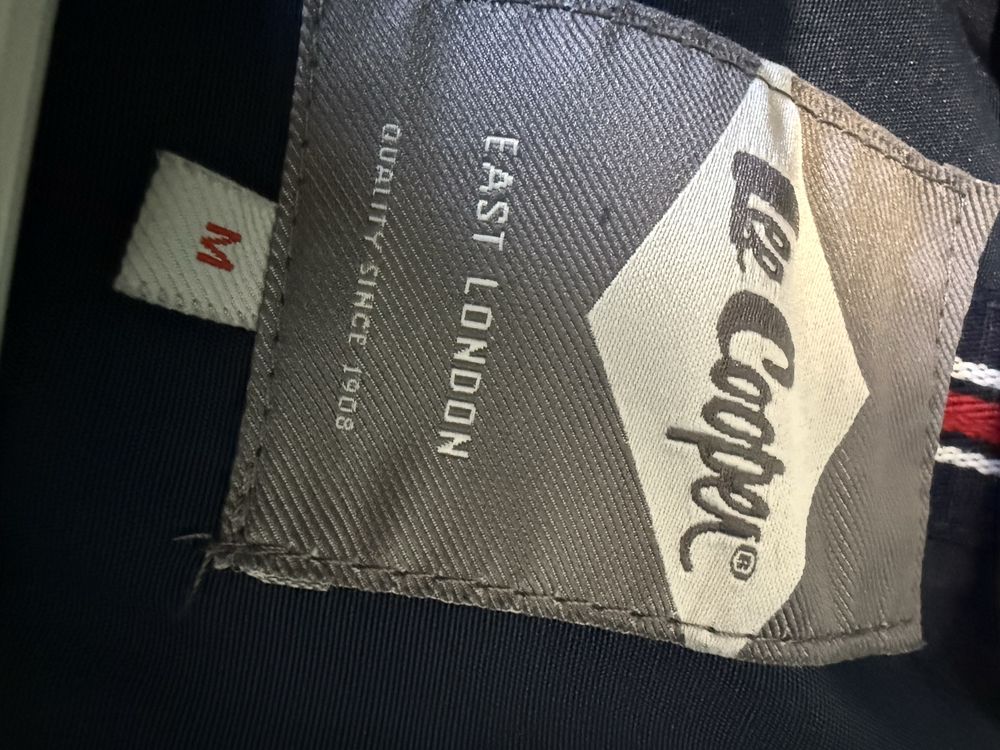 Lee Cooper®
EAST LONDON
QUALITY SINCE 1908
M